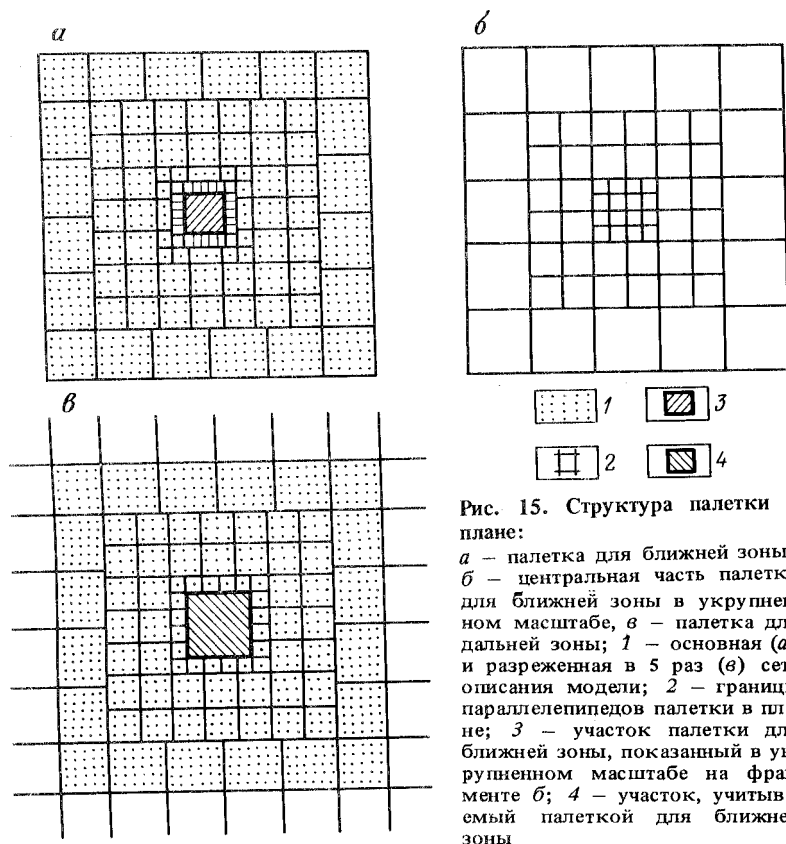 а
б
в
1
3
2
4
Рис. 15. Структура палетки
плане:
а — палетка для ближней зоны
б — центральная часть палетк
для ближней зоны в укрупнен
ном масштабе, в — палетка дл
дальней зоны; 1 — основная (а
и разреженная в 5 раз (в) сет
описания модели; 2 — границы
параллелепипедов палетки в пл
не; 3 — участок палетки дл
ближней зоны, показанный в ук
рупненном масштабе на фраг
менте б; 4 — участок, учитыв
емый палеткой для ближне
зоны